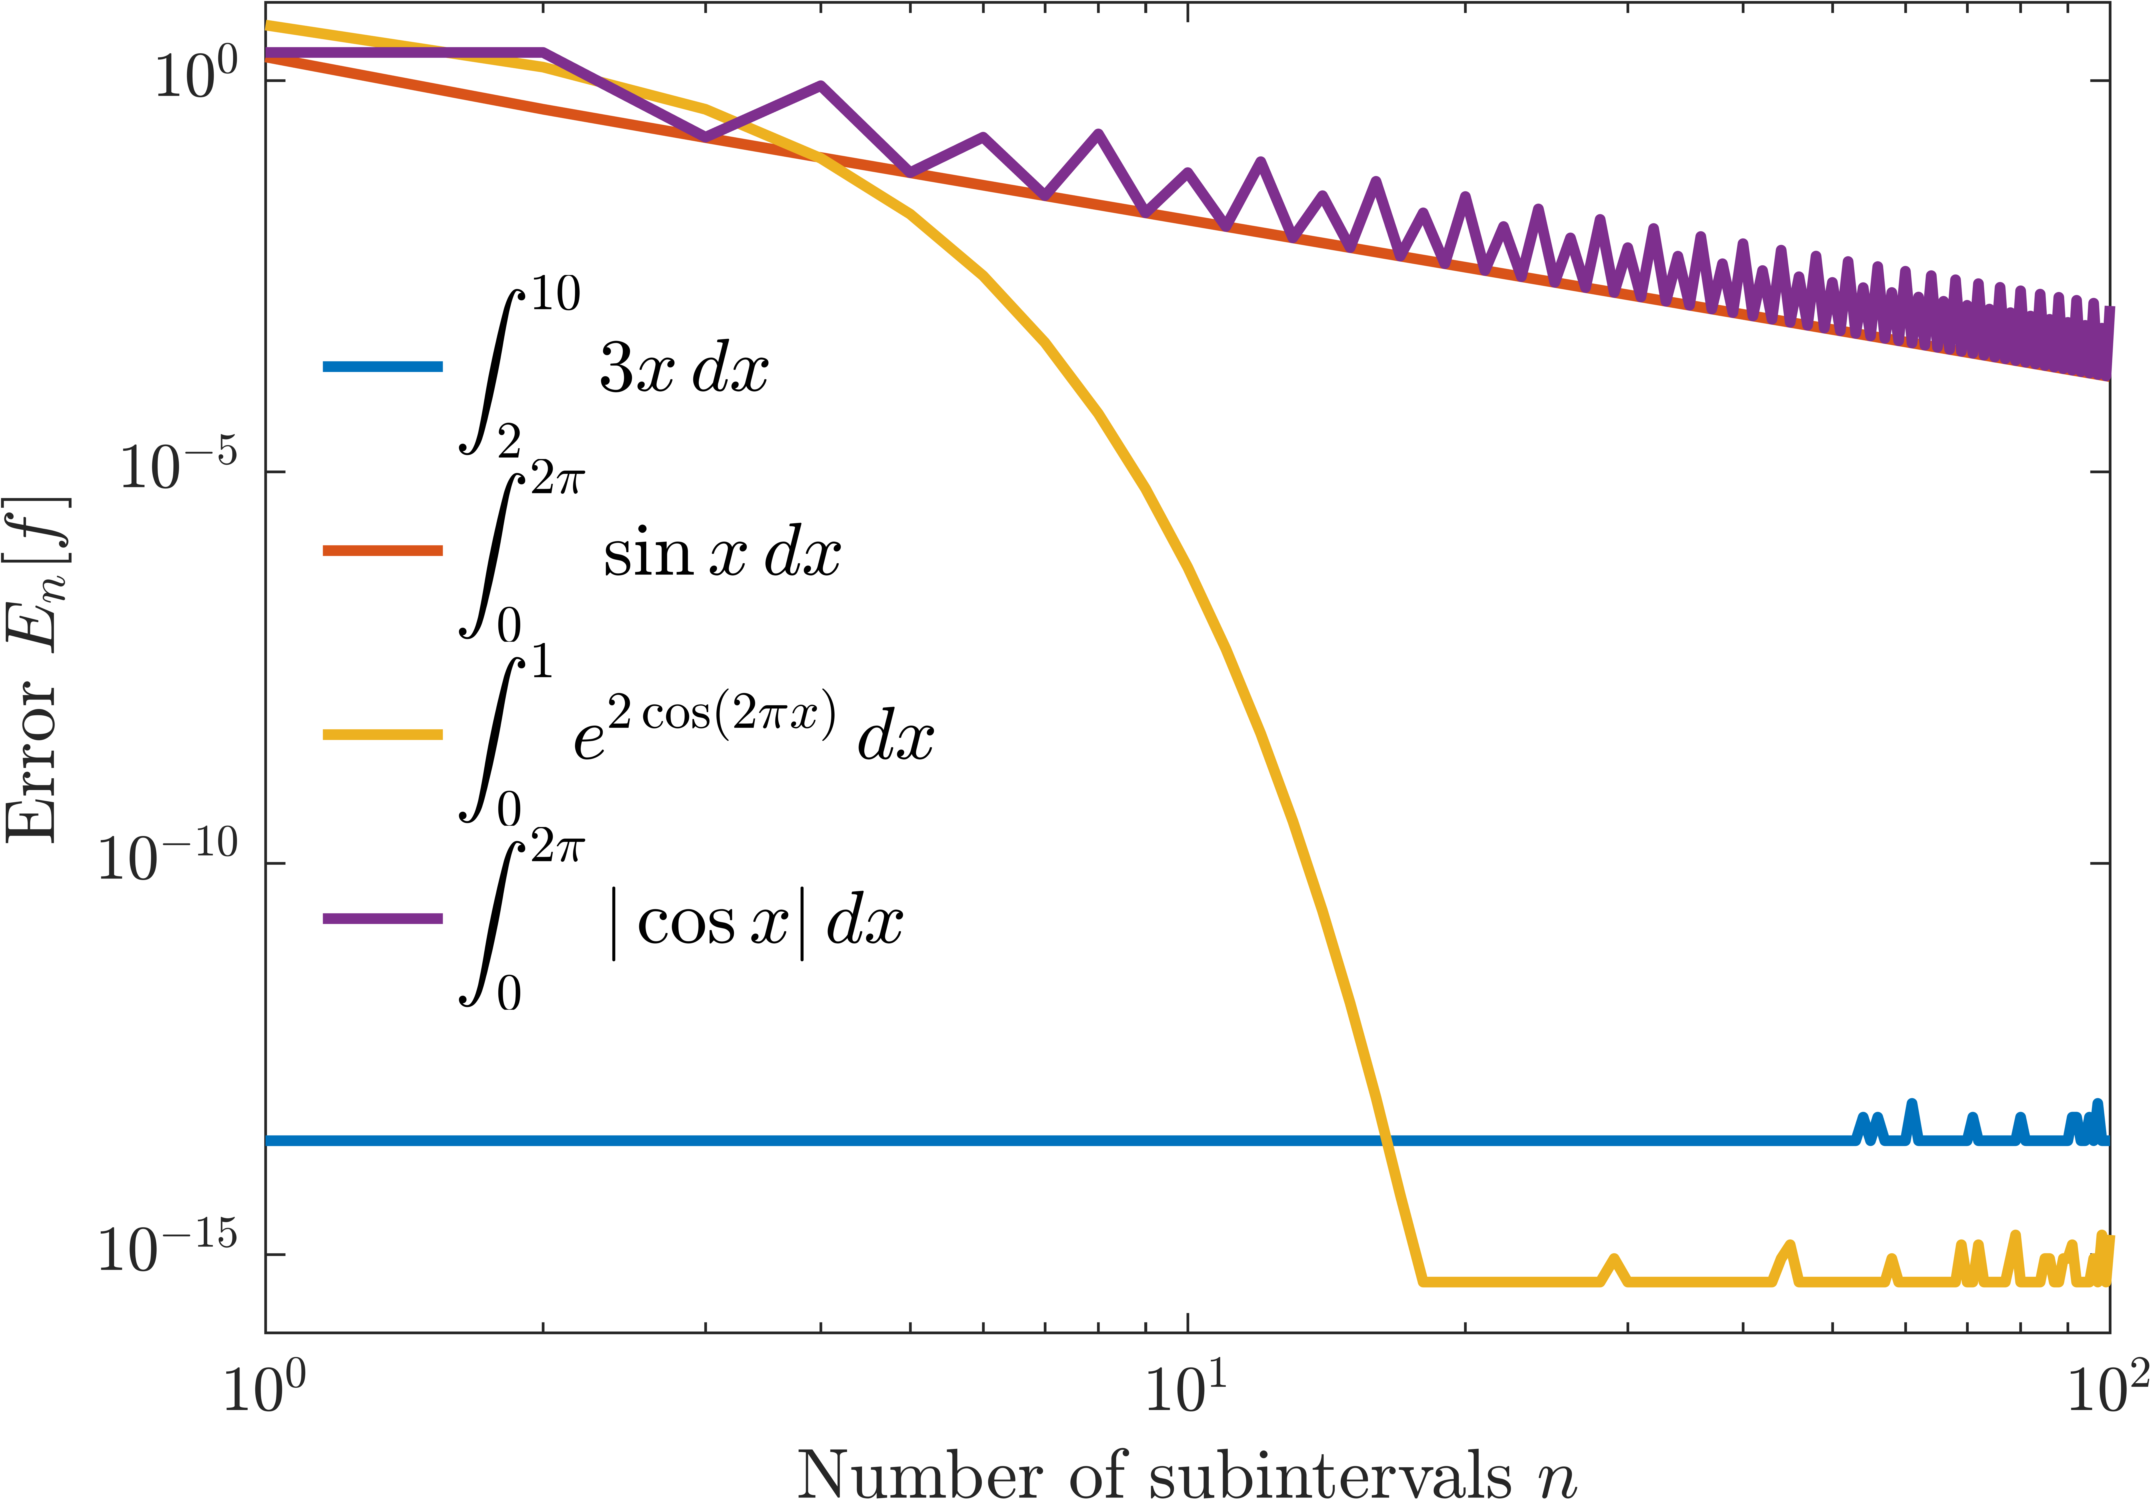 10^0
10^{-5}
10^{-10}
10^{-15}
Error E_n[f]
∫_2^{10} 3x dx
∫_0^{2π} sin x dx
∫_0^1 e^{2 cos(2πx)} dx
∫_0^{2π} | cos x| dx
10^0 10^1 10^2
Number of subintervals n